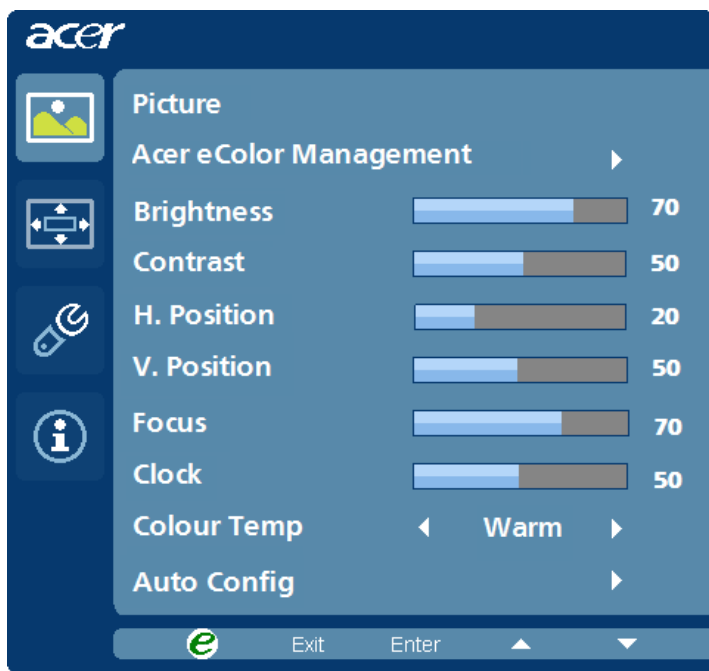 acer
Picture
Acer eColor Management
Brightness 70
Contrast 50
H. Position 20
V. Position 50
Focus 70
Clock 50
Colour Temp Warm
Auto Config
e Exit Enter